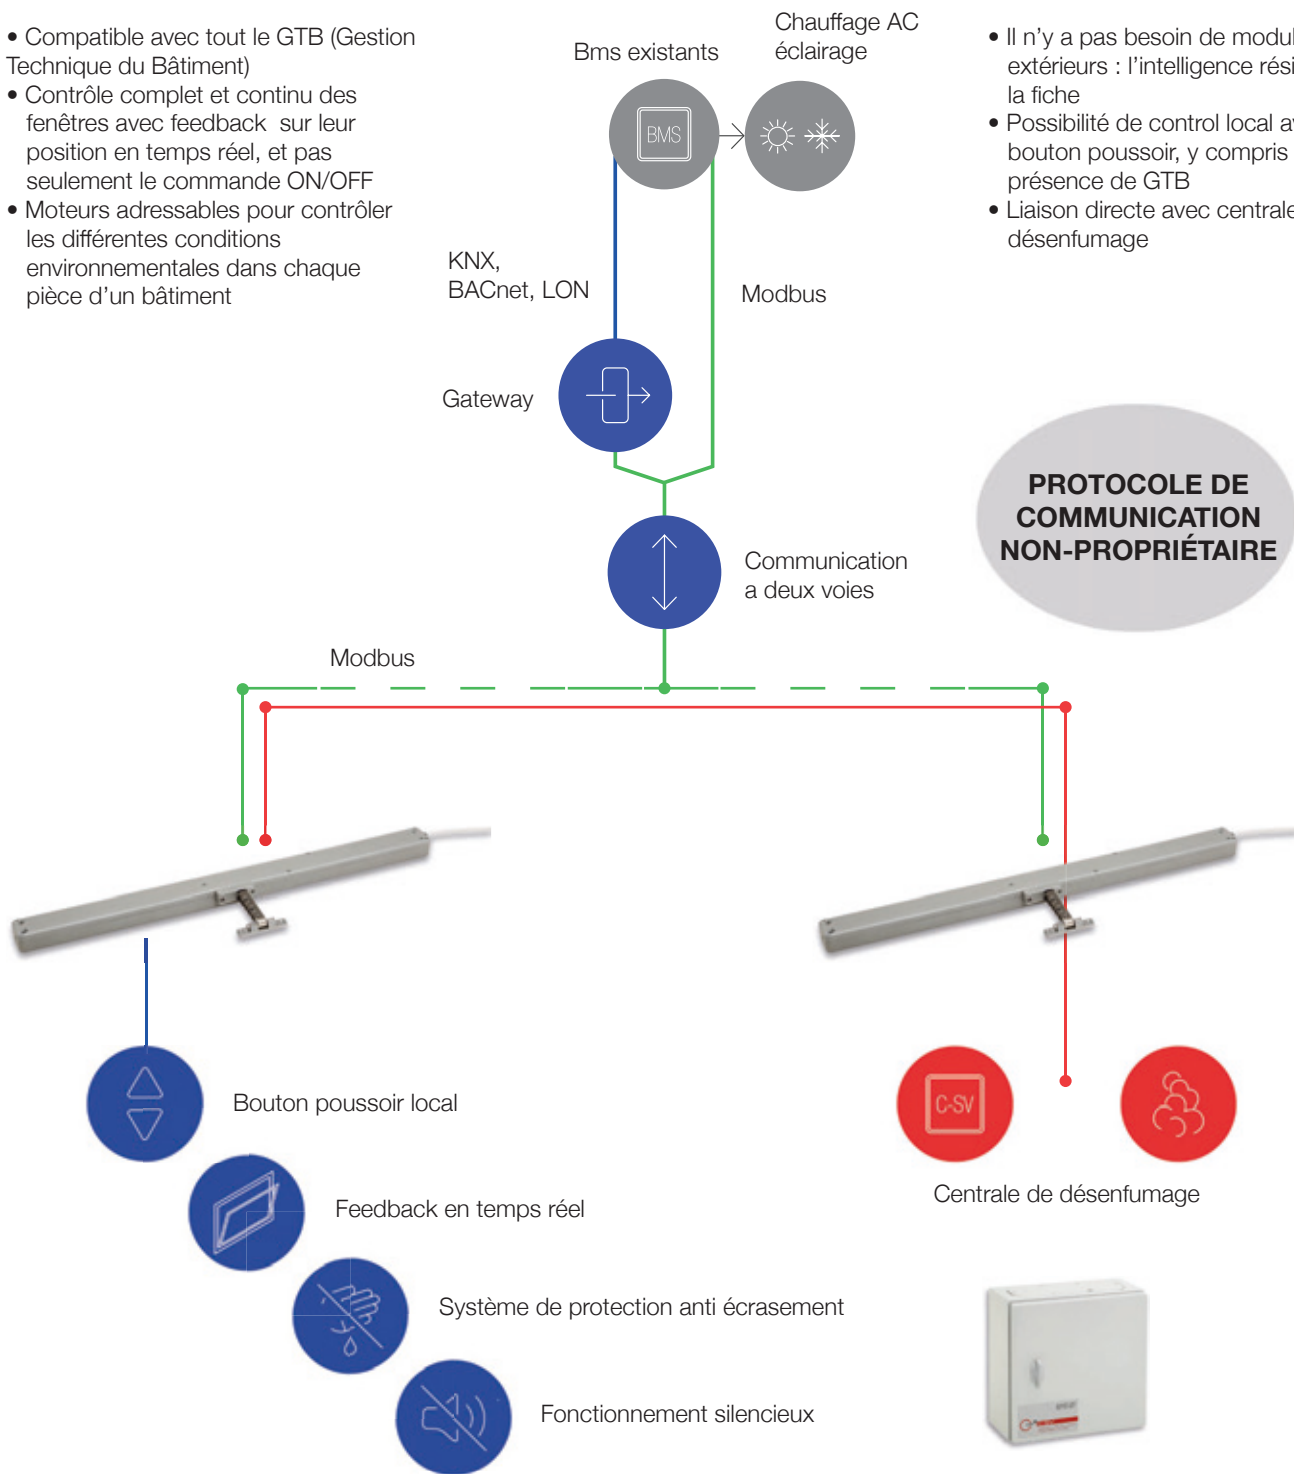 • Compatible avec tout le GTB (Gestion
Technique du Bâtiment)
• Contrôle complet et continu des
fenêtres avec feedback sur leur
position en temps réel, et pas
seulement le commande ON/OFF
• Moteurs adressables pour contrôler
les différentes conditions
environnementales dans chaque
pièce d'un bâtiment
Bms existants
Chauffage AC
éclairage
BMS
• Il n'y a pas besoin de modul
extérieurs : l'intelligence rési
la fiche
• Possibilité de control local av
bouton poussoir, y compris
présence de GTB
• Liaison directe avec centrale
désenfumage
KNX,
BACnet, LON
Modbus
Gateway
PROTOCOLE DE
COMMUNICATION
NON-PROPRIÉTAIRE
Communication
a deux voies
Modbus
Bouton poussoir local
C-SV
Feedback en temps réel
Centrale de désenfumage
Système de protection anti écrasement
Fonctionnement silencieux